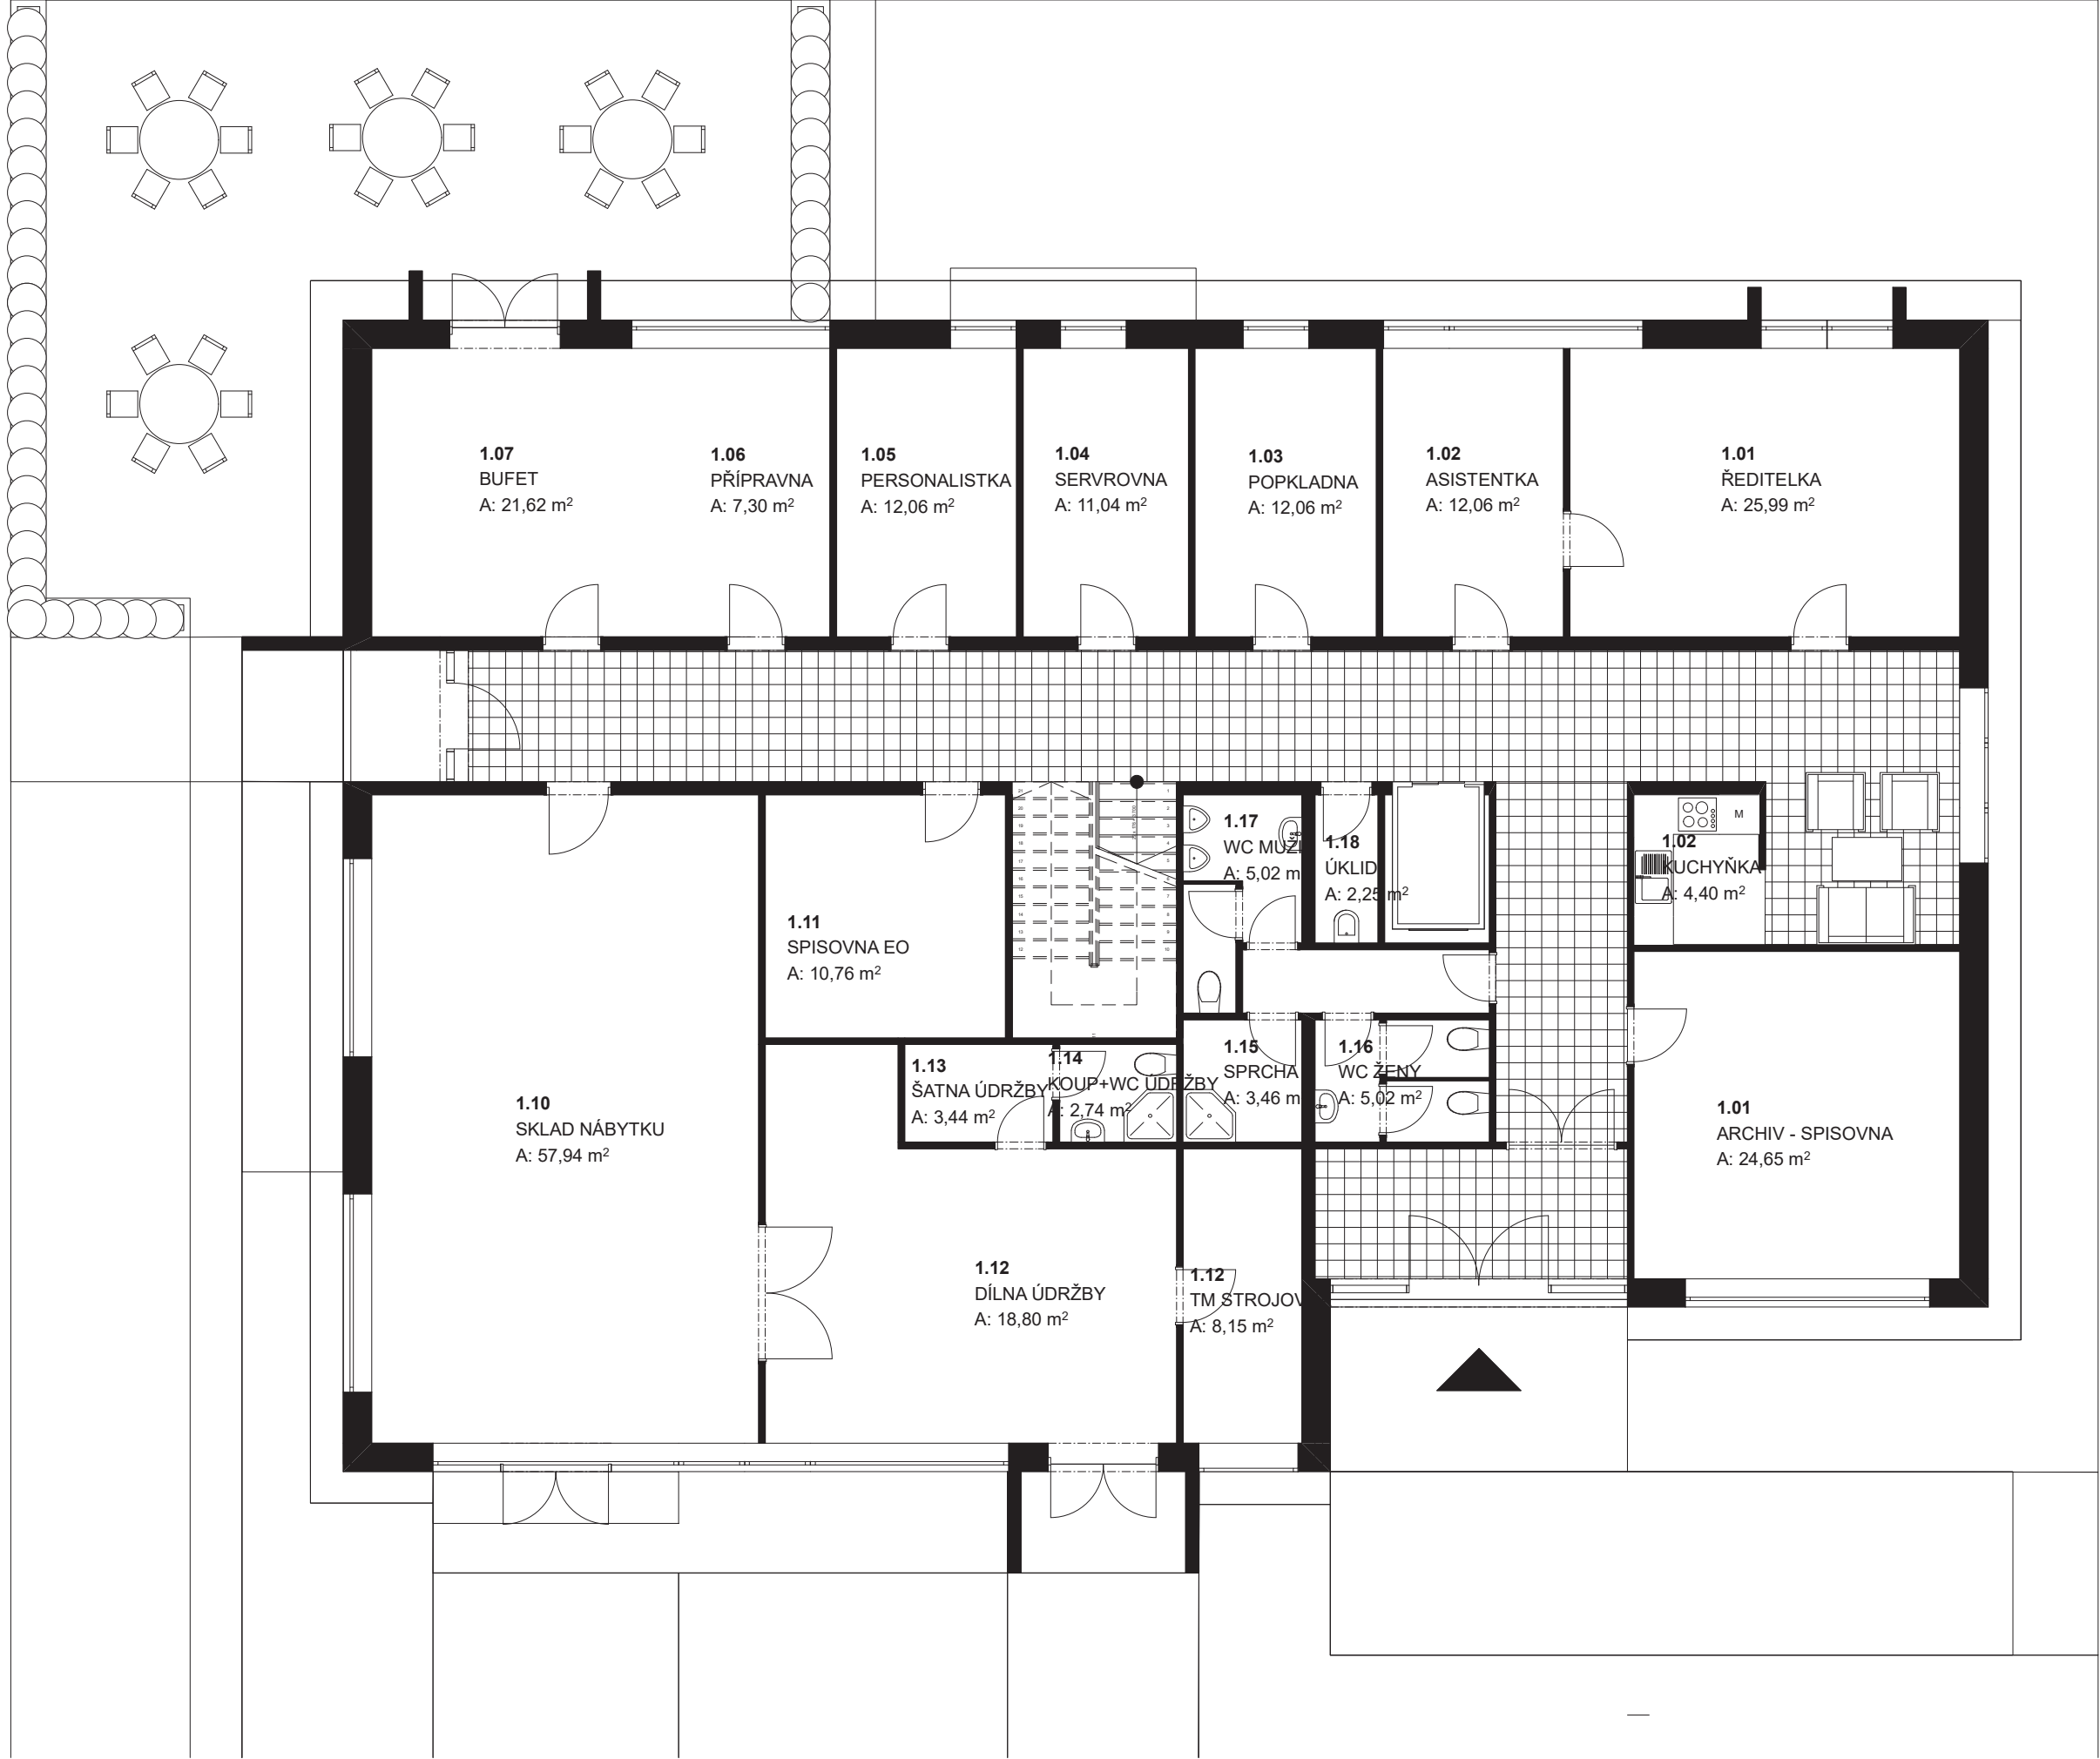 1.07
BUFET
A: 21,62 m²
1.06
PŘÍPRAVNA
A: 7,30 m²
1.05
PERSONALISTKA
A: 12,06 m²
1.04
SERVROVNA
A: 11,04 m²
1.03
POPKLADNA
A: 12,06 m²
1.02
ASISTENTKA
A: 12,06 m²
1.01
ŘEDITELKA
A: 25,99 m²
1.17
WC MUŽI
A: 5,02 m
1.18
ÚKLID
A: 2,25 m²
M
1.02
KUCHYŇKA
A: 4,40 m²
1.11
SPISOVNA EO
A: 10,76 m²
1.10
SKLAD NÁBYTKU
A: 57,94 m²
1.13
ŠATNA ÚDRŽBY
A: 3,44 m²
1.14
KOUP+WC ÚDRŽBY
A: 2,74 m²
1.15
SPRCHA
A: 3,46 m
1.16
WC ŽENY
A: 5,02 m²
1.01
ARCHIV - SPISOVNA
A: 24,65 m²
1.12
DÍLNA ÚDRŽBY
A: 18,80 m²
1.12
TM STROJOV
A: 8,15 m²